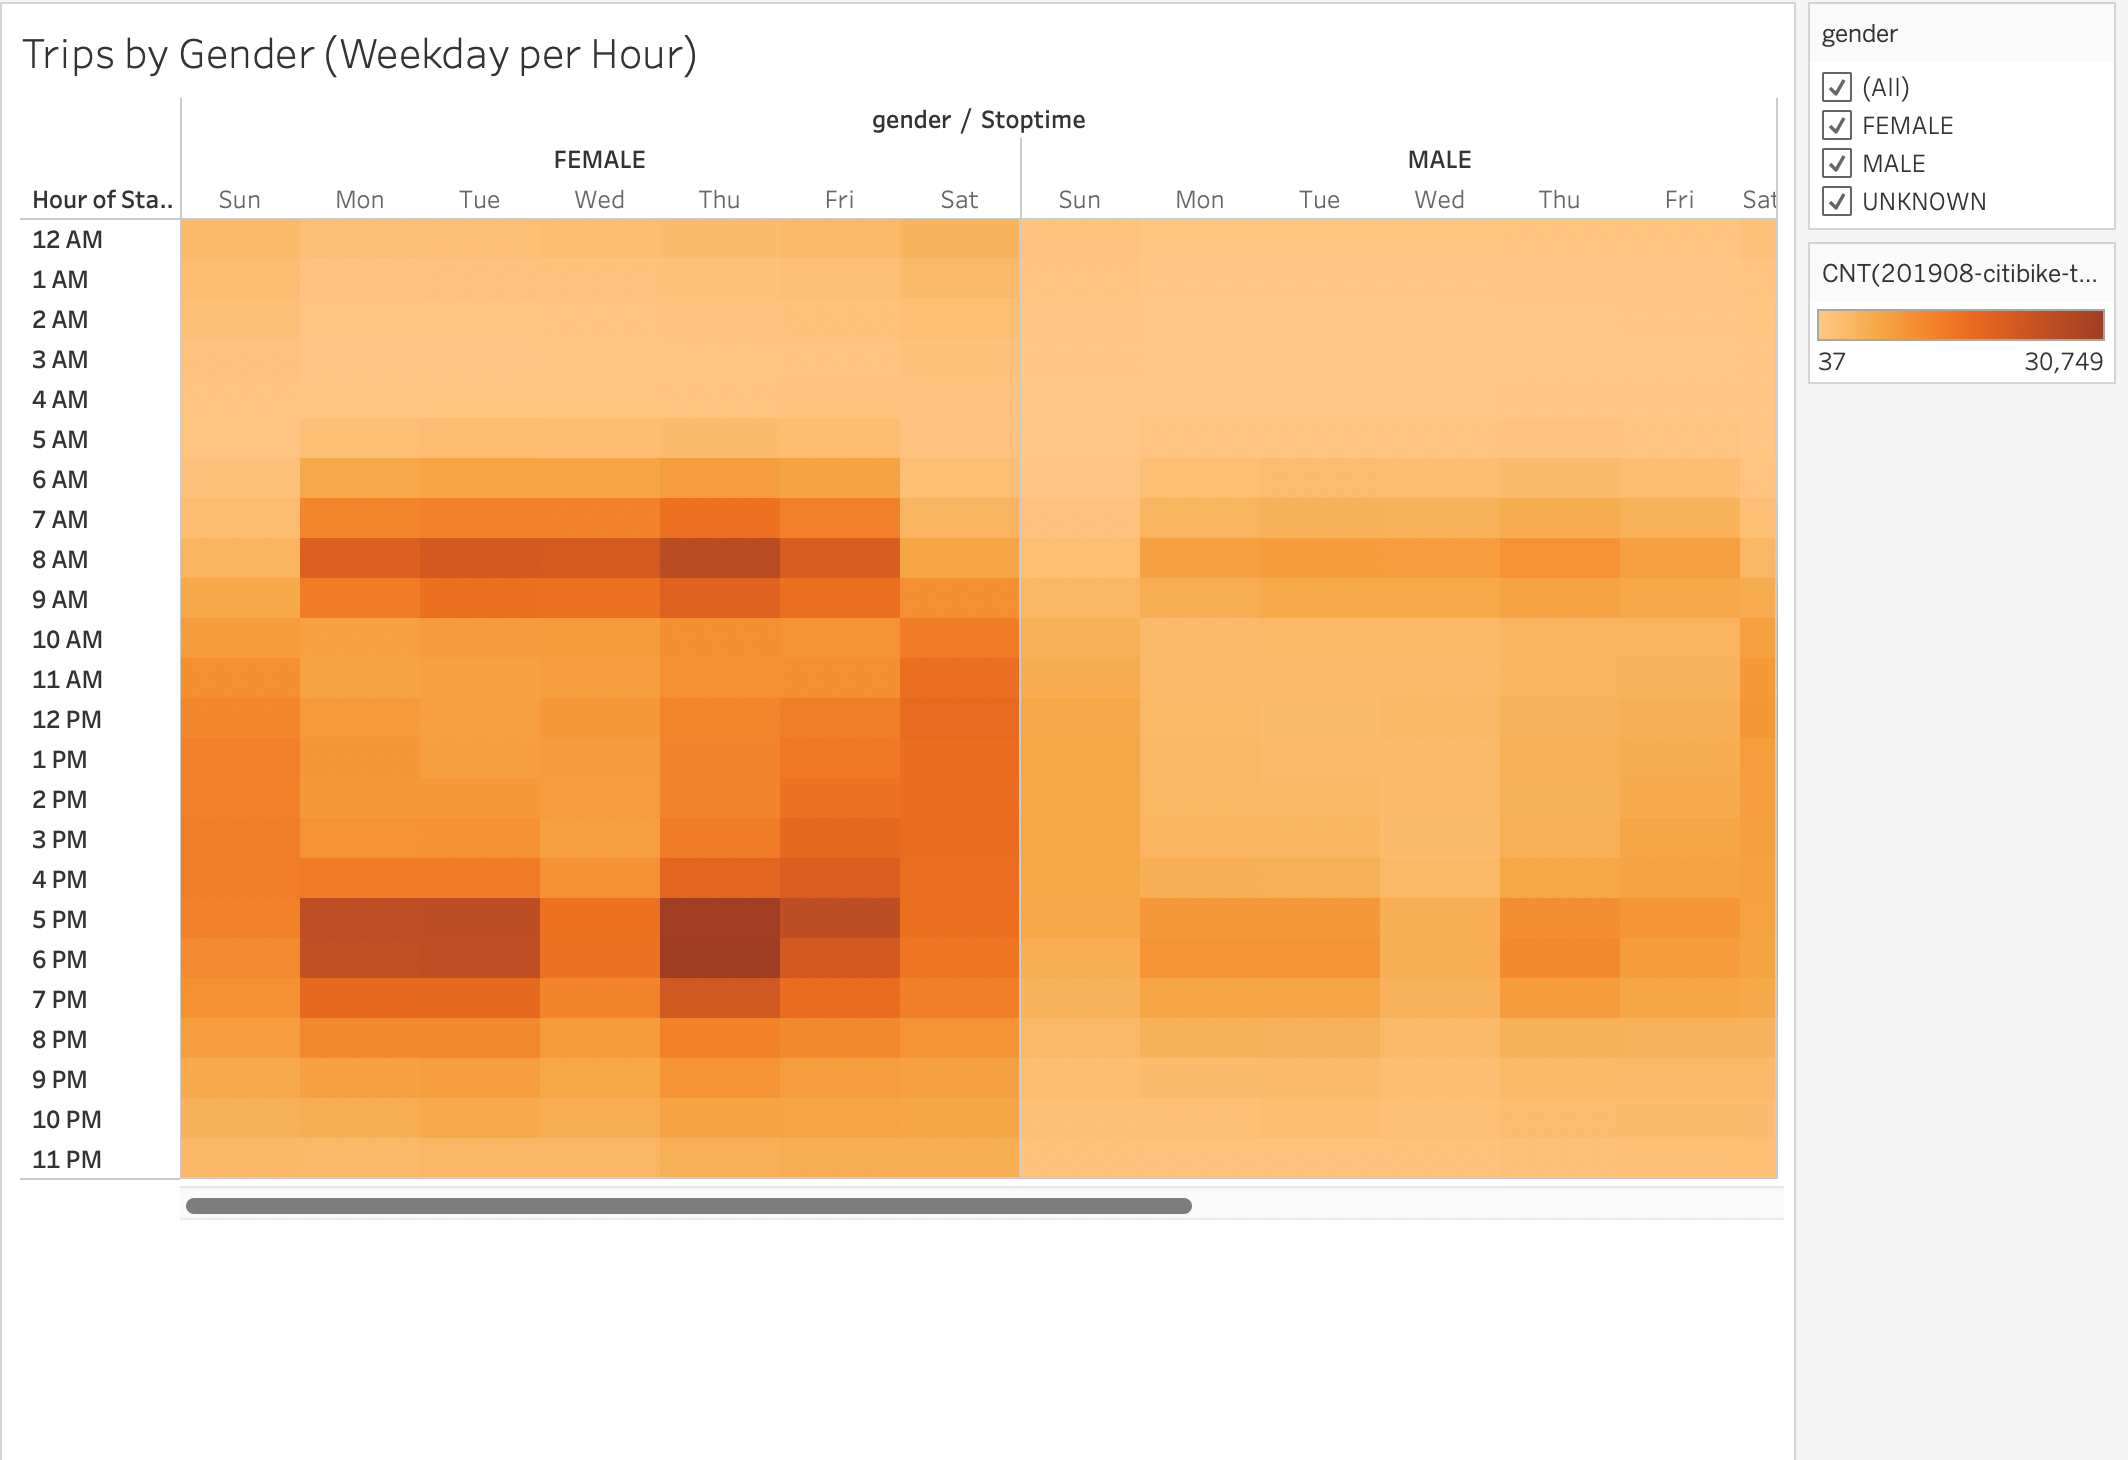 Trips by Gender (Weekday per Hour)
gender / Stoptime
FEMALE MALE
Hour of Sta.. Sun Mon Tue Wed Thu Fri Sat Sun Mon Tue Wed Thu Fri Sat
12 AM
1 AM
2 AM
3 AM
4 AM
5 AM
6 AM
7 AM
8 AM
9 AM
10 AM
11 AM
12 PM
1 PM
2 PM
3 PM
4 PM
5 PM
6 PM
7 PM
8 PM
9 PM
10 PM
11 PM
gender
(All)
FEMALE
MALE
UNKNOWN
CNT(201908-citibike-t...
37 30,749